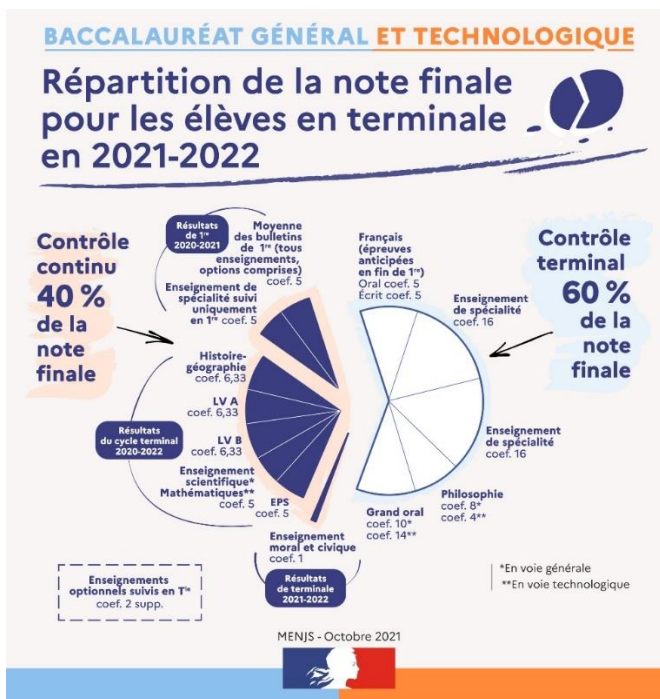 BACCALAURÉAT GÉNÉRAL ET TECHNOLOGIQUE
Répartition de la note finale
pour les élèves en terminale
en 2021-2022
Contrôle
continu
40 %
de la
note
finale
Résultats
de 1re
2020-2021
Moyenne
des bulletins
de 1re (tous
enseignements,
options comprises)
coef. 5
Enseignement de
spécialité suivi
uniquement
en 1re coef. 5
Histoire-
géographie
coef. 6,33
LV A
coef. 6,33
LV B
coef. 6,33
Résultats
du cycle terminal
2020-2022
Enseignement
scientifique*
Mathématiques**
coef. 5
EPS
coef. 5
Enseignement
moral et civique
coef. 1
Résultats
de terminale
2021-2022
Français
(épreuves
anticipées
en fin de 1re)
Oral coef. 5
Écrit coef. 5
Enseignement
de spécialité
coef. 16
Enseignement
de spécialité
coef. 16
Philosophie
coef. 8*
coef. 4**
Grand oral
coef. 10*
coef. 14**
Contrôle
terminal
60 %
de la
note
finale
Enseignements
optionnels suivis en Tle
coef. 2 supp.
*En voie générale
**En voie technologique
MENJS - Octobre 2021